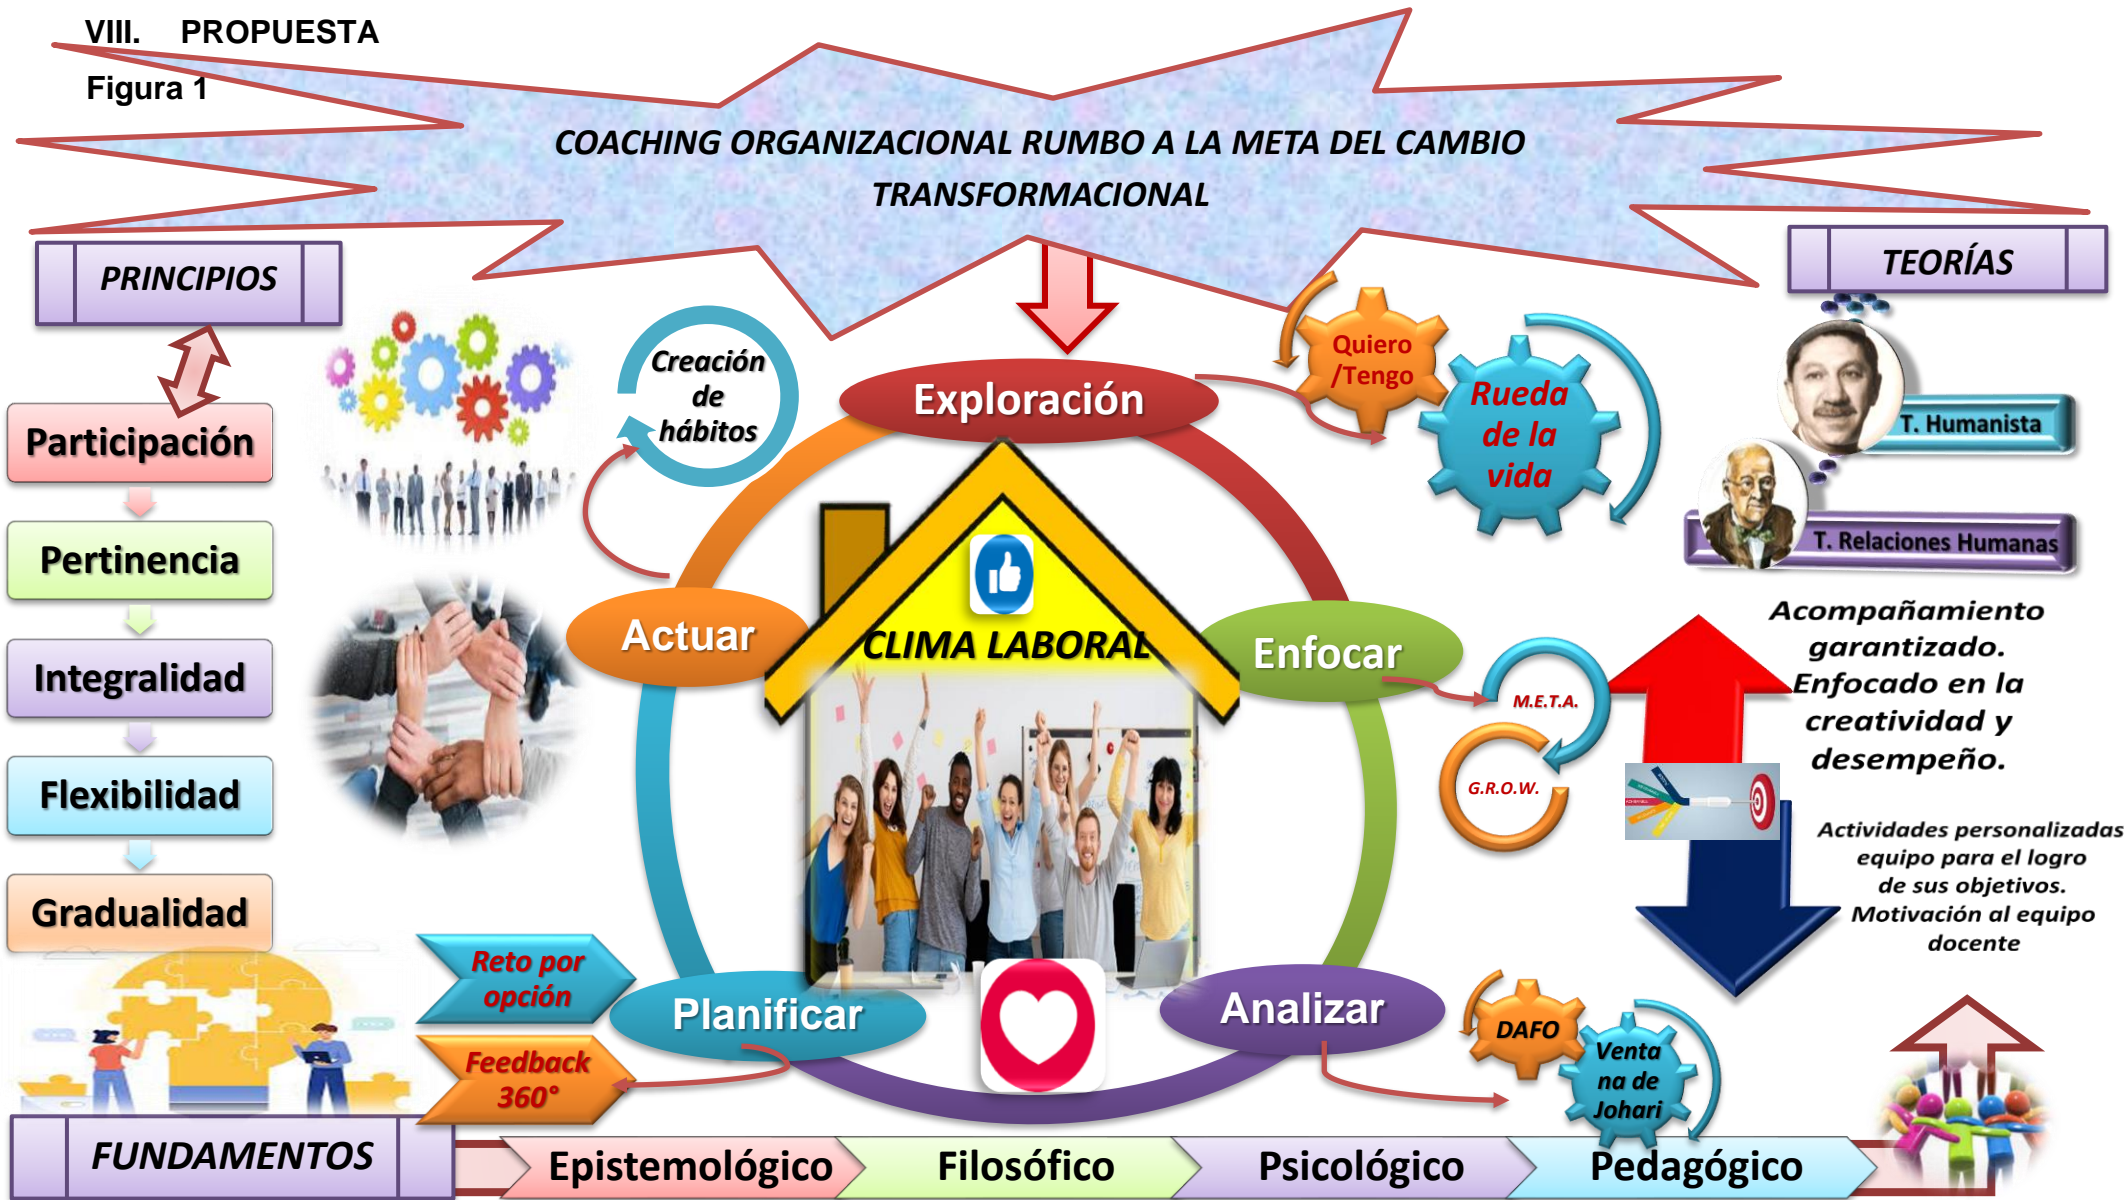 VIII. PROPUESTA
Figura 1
COACHING ORGANIZACIONAL RUMBO A LA META DEL CAMBIO
TRANSFORMACIONAL
PRINCIPIOS
Participación
Pertinencia
Integralidad
Flexibilidad
Gradualidad
Creación
de
hábitos
Exploración
Quiero
/Tengo
Rueda
de la
vida
TEORÍAS
T. Humanista
T. Relaciones Humanas
Actuar
CLIMA LABORAL
Enfocar
M.E.T.A.
G.R.O.W.
Acompañamiento
garantizado.
Enfocado en la
creatividad y
desempeño.
Actividades personalizadas
equipo para el logro
de sus objetivos.
Motivación al equipo
docente
Reto por
opción
Feedback
360°
Planificar
Analizar
DAFO
Venta
na de
Johari
FUNDAMENTOS
Epistemológico
Filosófico
Psicológico
Pedagógico